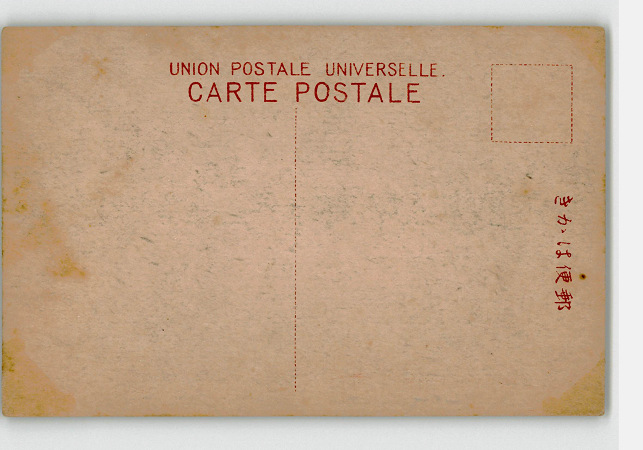 UNION POSTALE UNIVERSELLE.
CARTE POSTALE
きかは便郵